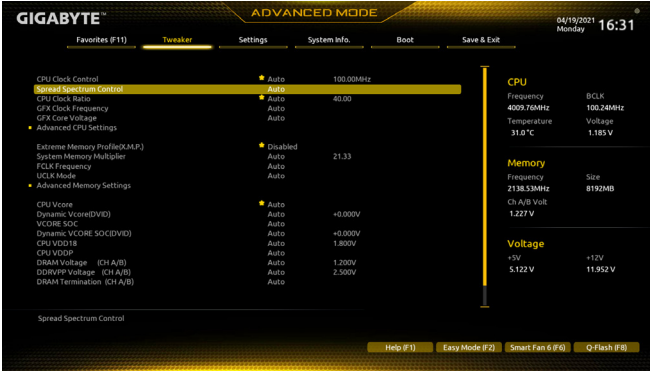 GIGABYTE™
ADVANCED MODE
04/19/2021
Monday
16:31
Favorites (F11) Tweaker Settings System Info. Boot Save & Exit
CPU Clock Control Auto 100.00MHz
Spread Spectrum Control Auto
CPU Clock Ratio Auto 40.00
GFX Clock Frequency Auto
GFX Core Voltage Auto
Advanced CPU Settings
Extreme Memory Profile(X.M.P.) Disabled
System Memory Multiplier Auto 21.33
FCLK Frequency Auto
UCLK Mode Auto
Advanced Memory Settings
CPU Vcore Auto
Dynamic Vcore(DVID) Auto +0.000V
VCORE SOC Auto
Dynamic VCORE SOC(DVID) Auto +0.000V
CPU VDD18 Auto 1.800V
CPU VDDP Auto
DRAM Voltage (CH A/B) Auto 1.200V
DDRVPP Voltage (CH A/B) Auto 2.500V
DRAM Termination (CH A/B) Auto
CPU
Frequency BCLK
4009.76MHz 100.24MHz
Temperature Voltage
31.0 °C 1.185 V
Memory
Frequency Size
2138.53MHz 8192MB
Ch A/B Volt
1.227 V
Voltage
+5V +12V
5.122 V 11.952 V
Spread Spectrum Control
Help (F1) Easy Mode (F2) Smart Fan 6 (F6) Q-Flash (F8)